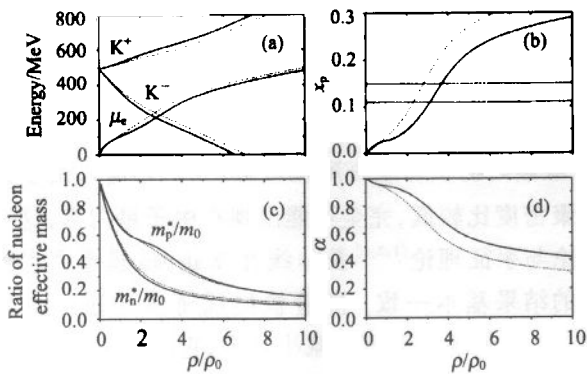 800
600
400
200
0
Energy/MeV
K⁺
(a)
K⁻
μₑ
0.3
0.2
0.1
0.0
xₚ
(b)
1.0
0.8
0.6
0.4
0.2
0.0
Ratio of nucleon
effective mass
(c)
mₚ*/m₀
mₙ*/m₀
0 2 4 6 8 10
ρ/ρ₀
1.0
0.8
0.6
0.4
0.2
0.0
α
(d)
0 2 4 6 8 10
ρ/ρ₀